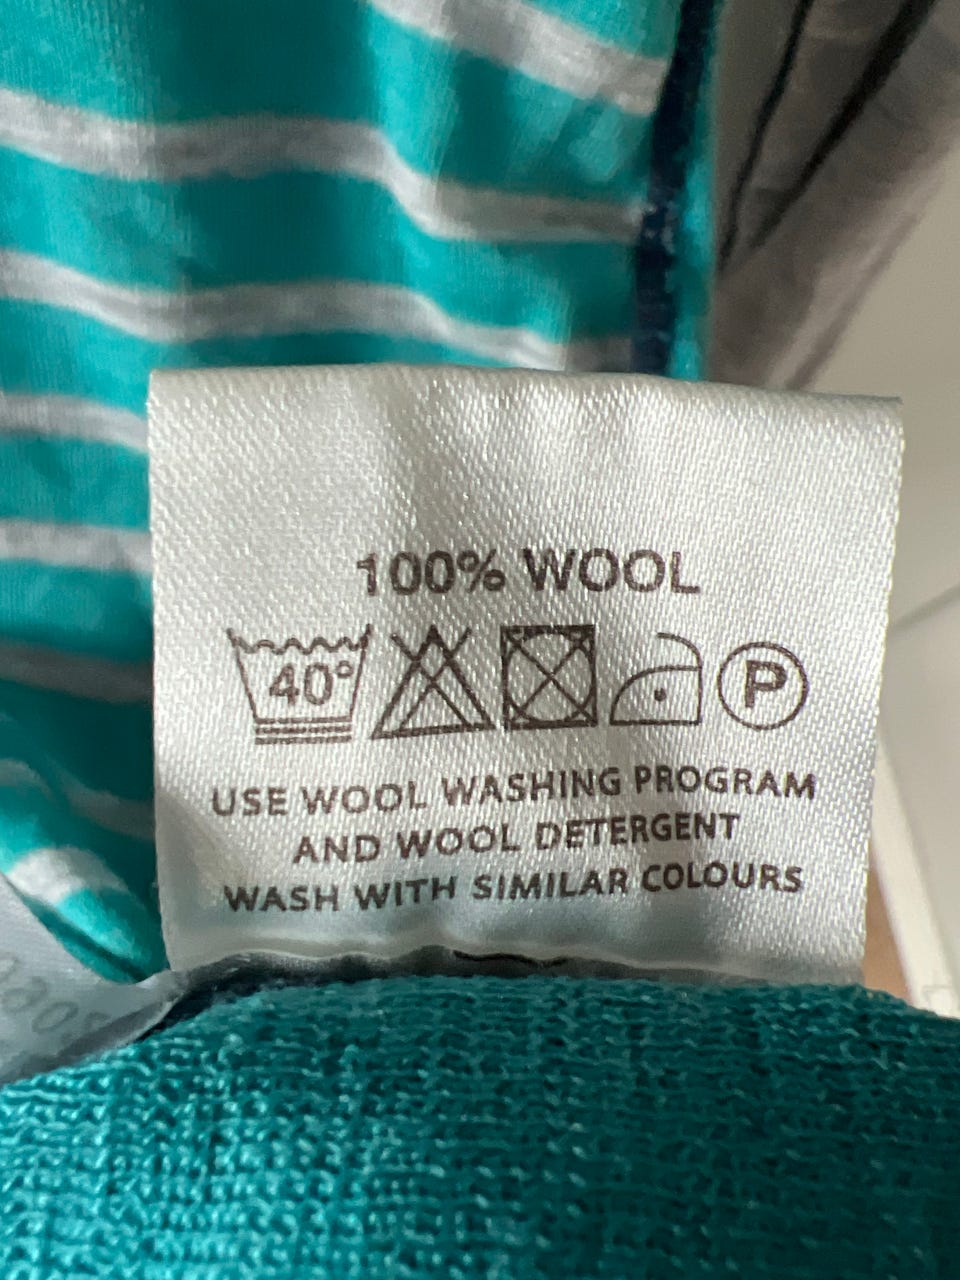 100% WOOL
40°
P
USE WOOL WASHING PROGRAM
AND WOOL DETERGENT
WASH WITH SIMILAR COLOURS